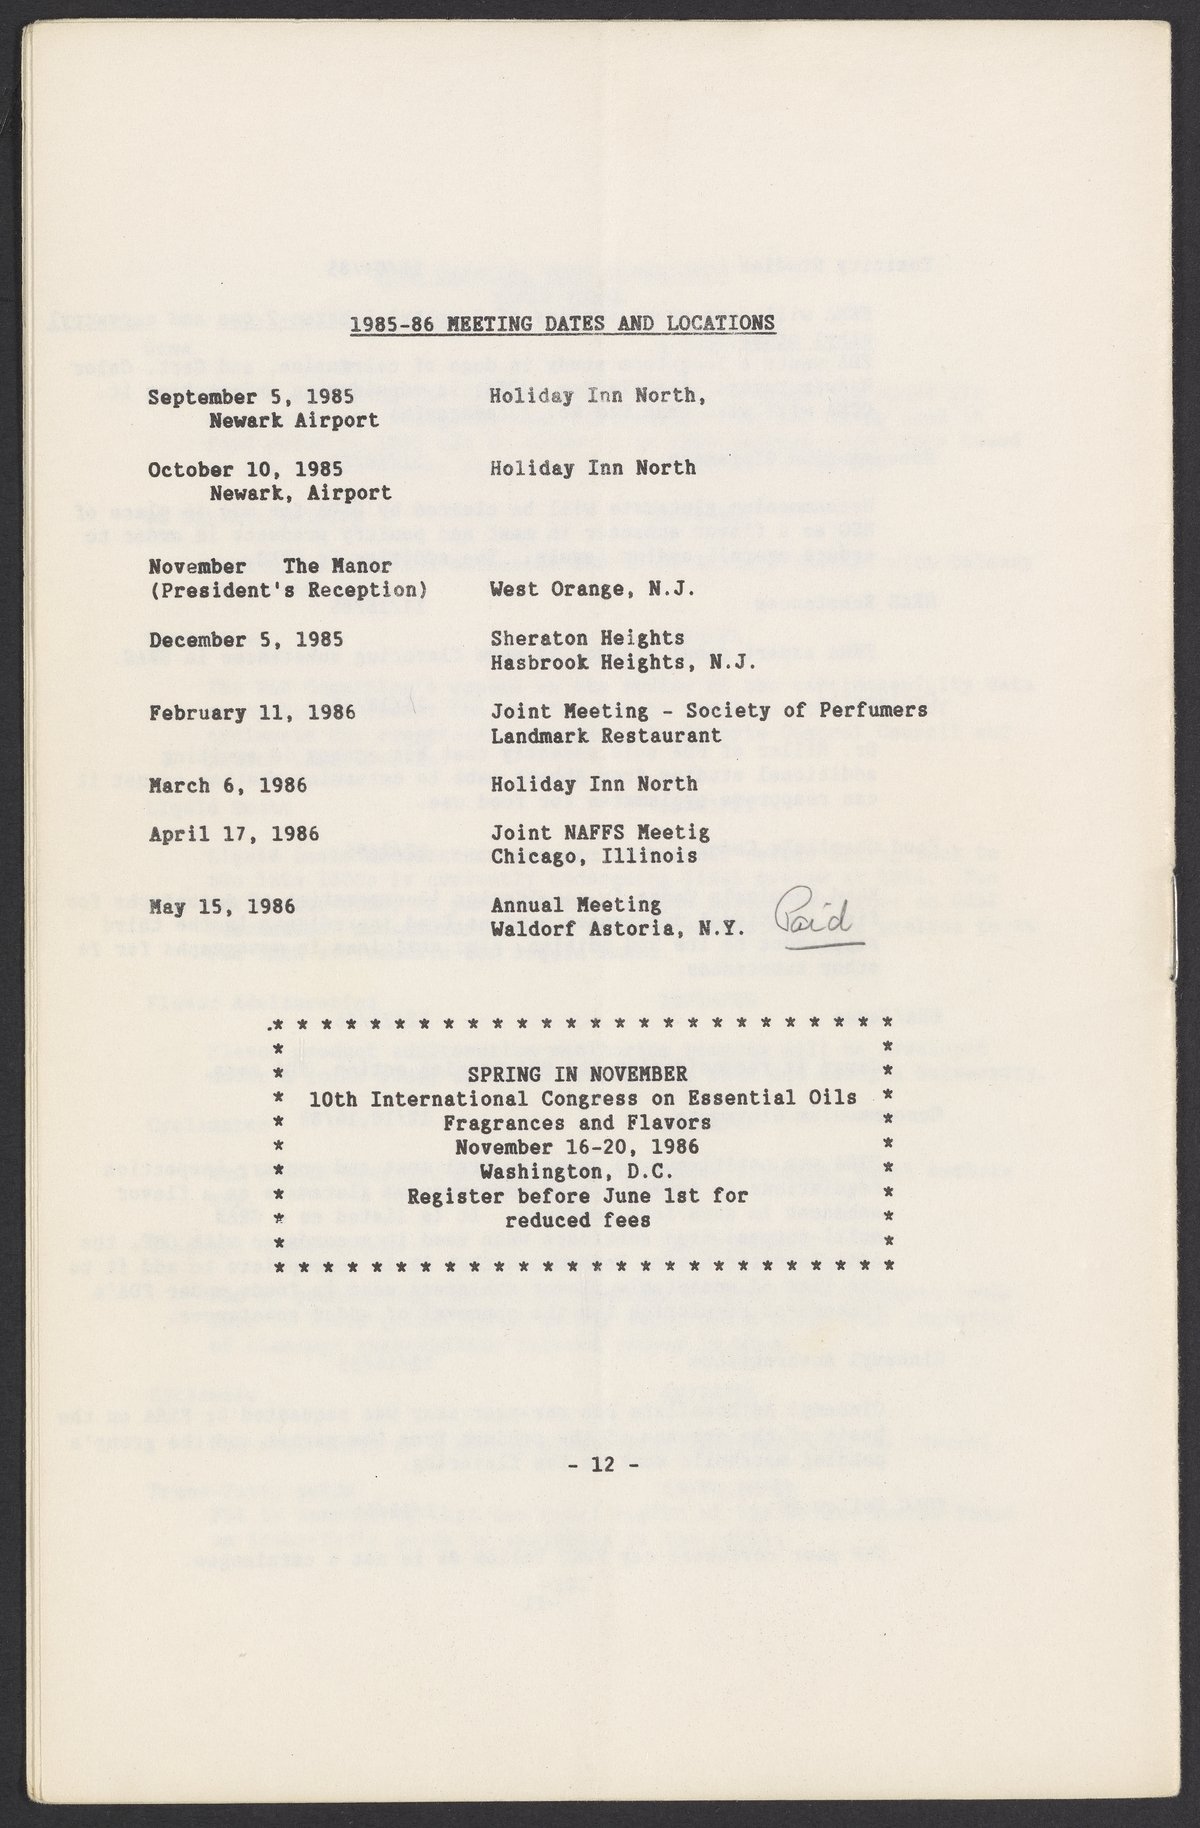 1985-86 MEETING DATES AND LOCATIONS
September 5, 1985 Holiday Inn North,
Newark Airport
October 10, 1985 Holiday Inn North
Newark, Airport
November The Manor
(President's Reception) West Orange, N.J.
December 5, 1985 Sheraton Heights
Hasbrook Heights, N.J.
February 11, 1986 Joint Meeting - Society of Perfumers
Landmark Restaurant
March 6, 1986 Holiday Inn North
April 17, 1986 Joint NAFFS Meetig
Chicago, Illinois
May 15, 1986 Annual Meeting
Waldorf Astoria, N.Y. Paid
.* * * * * * * * * * * * * * * * * * * * * * * * * *
* *
* SPRING IN NOVEMBER *
* 10th International Congress on Essential Oils *
* Fragrances and Flavors *
* November 16-20, 1986 *
* Washington, D.C. *
* Register before June 1st for *
* reduced fees *
* *
* * * * * * * * * * * * * * * * * * * * * * * * * *
- 12 -